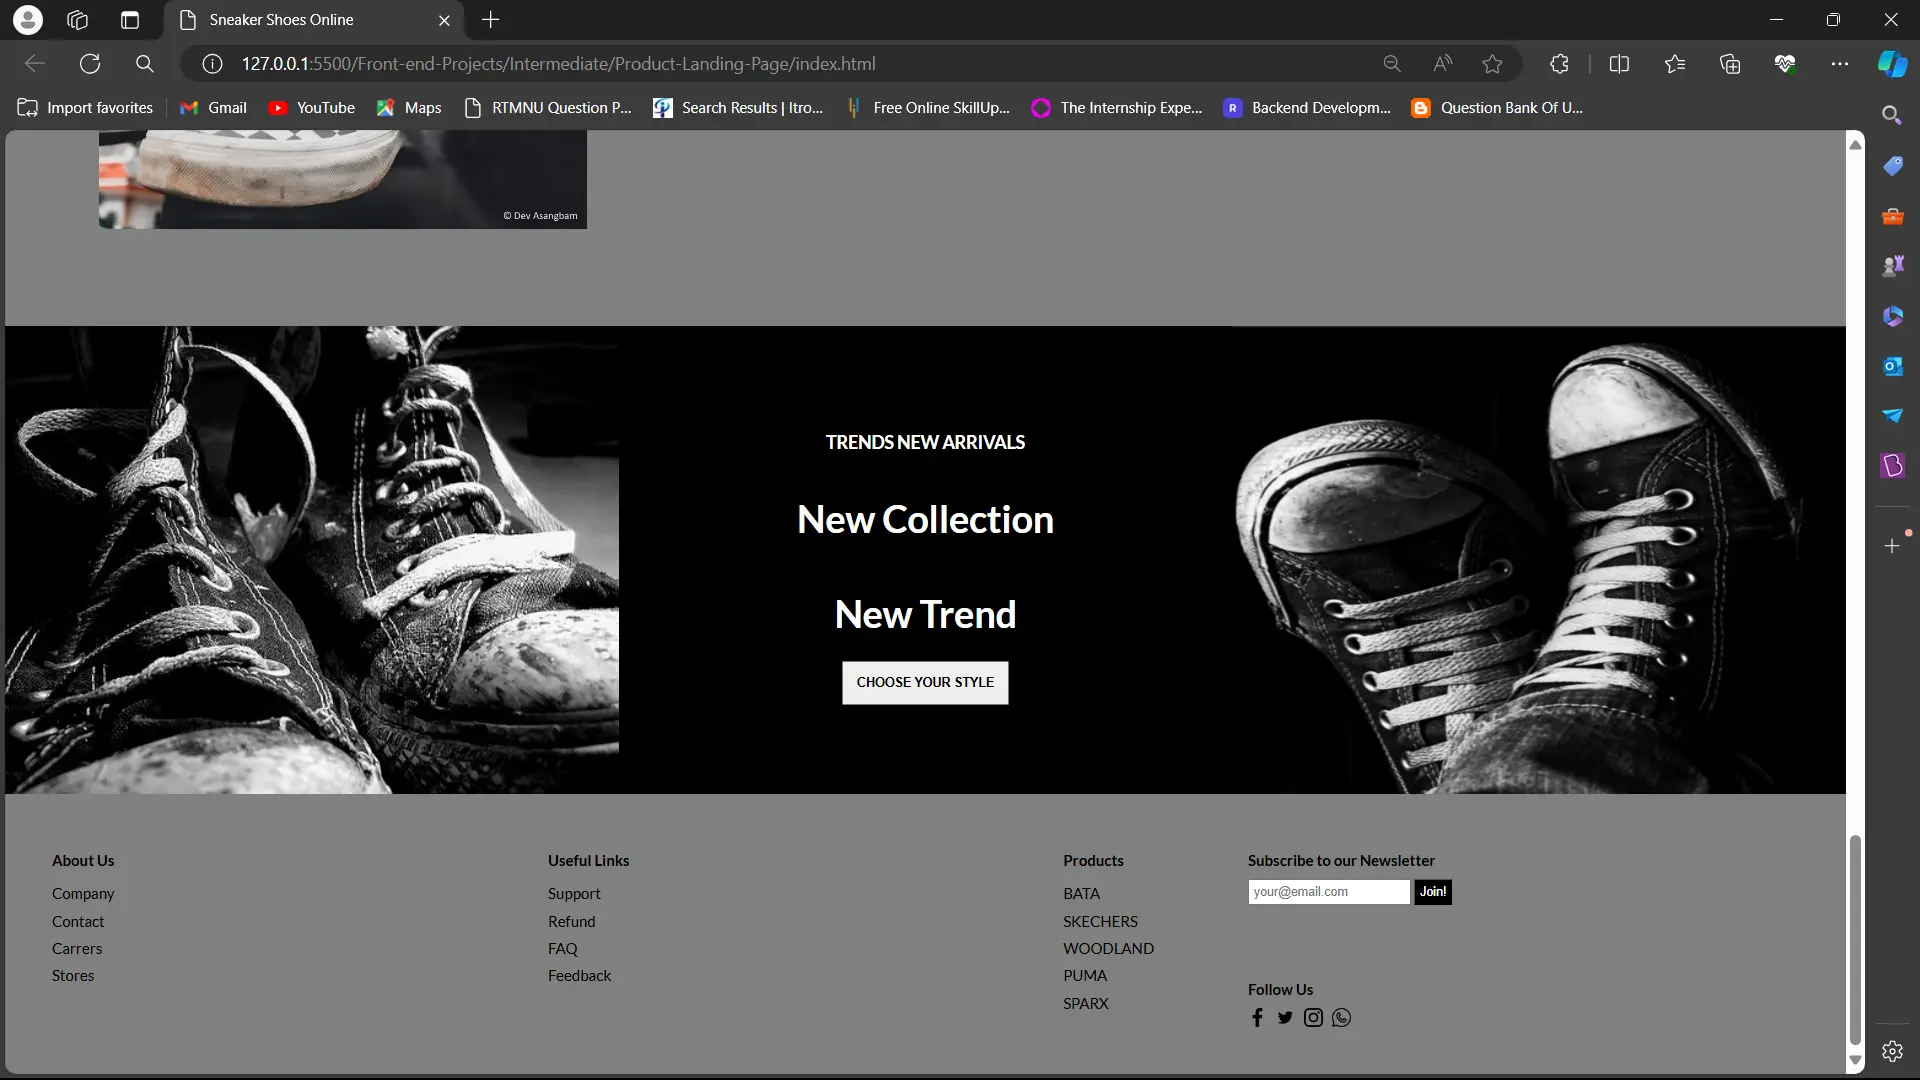 Sneaker Shoes Online
127.0.0.1:5500/Front-end-Projects/Intermediate/Product-Landing-Page/index.html
Import favorites
Gmail
YouTube
Maps
RTMNU Question P...
Search Results | Itro...
Free Online SkillUp...
The Internship Expe...
R
Backend Developm...
Question Bank Of U...
© Dev Asangbam
TRENDS NEW ARRIVALS
New Collection
New Trend
CHOOSE YOUR STYLE
About Us
Company
Contact
Carrers
Stores
Useful Links
Support
Refund
FAQ
Feedback
Products
BATA
SKECHERS
WOODLAND
PUMA
SPARX
Subscribe to our Newsletter
your@email.com Join!
Follow Us